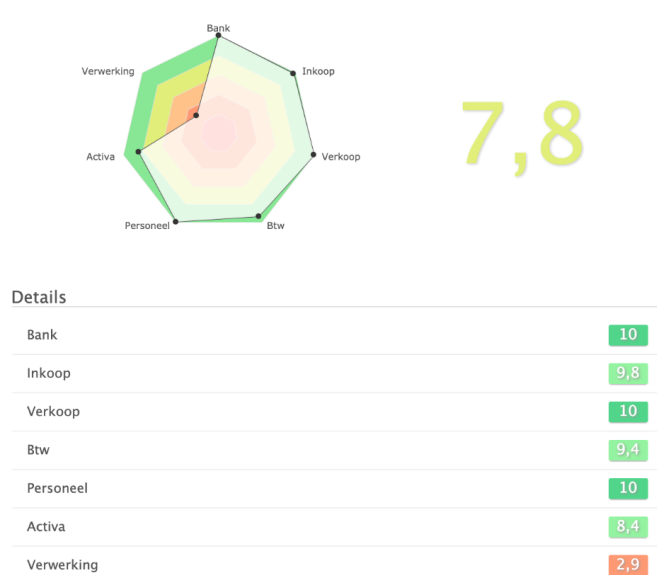 Bank
Verwerking
Inkoop
7,8
Activa
Verkoop
Personeel
Btw
Details
Bank 10
Inkoop 9,8
Verkoop 10
Btw 9,4
Personeel 10
Activa 8,4
Verwerking 2,9